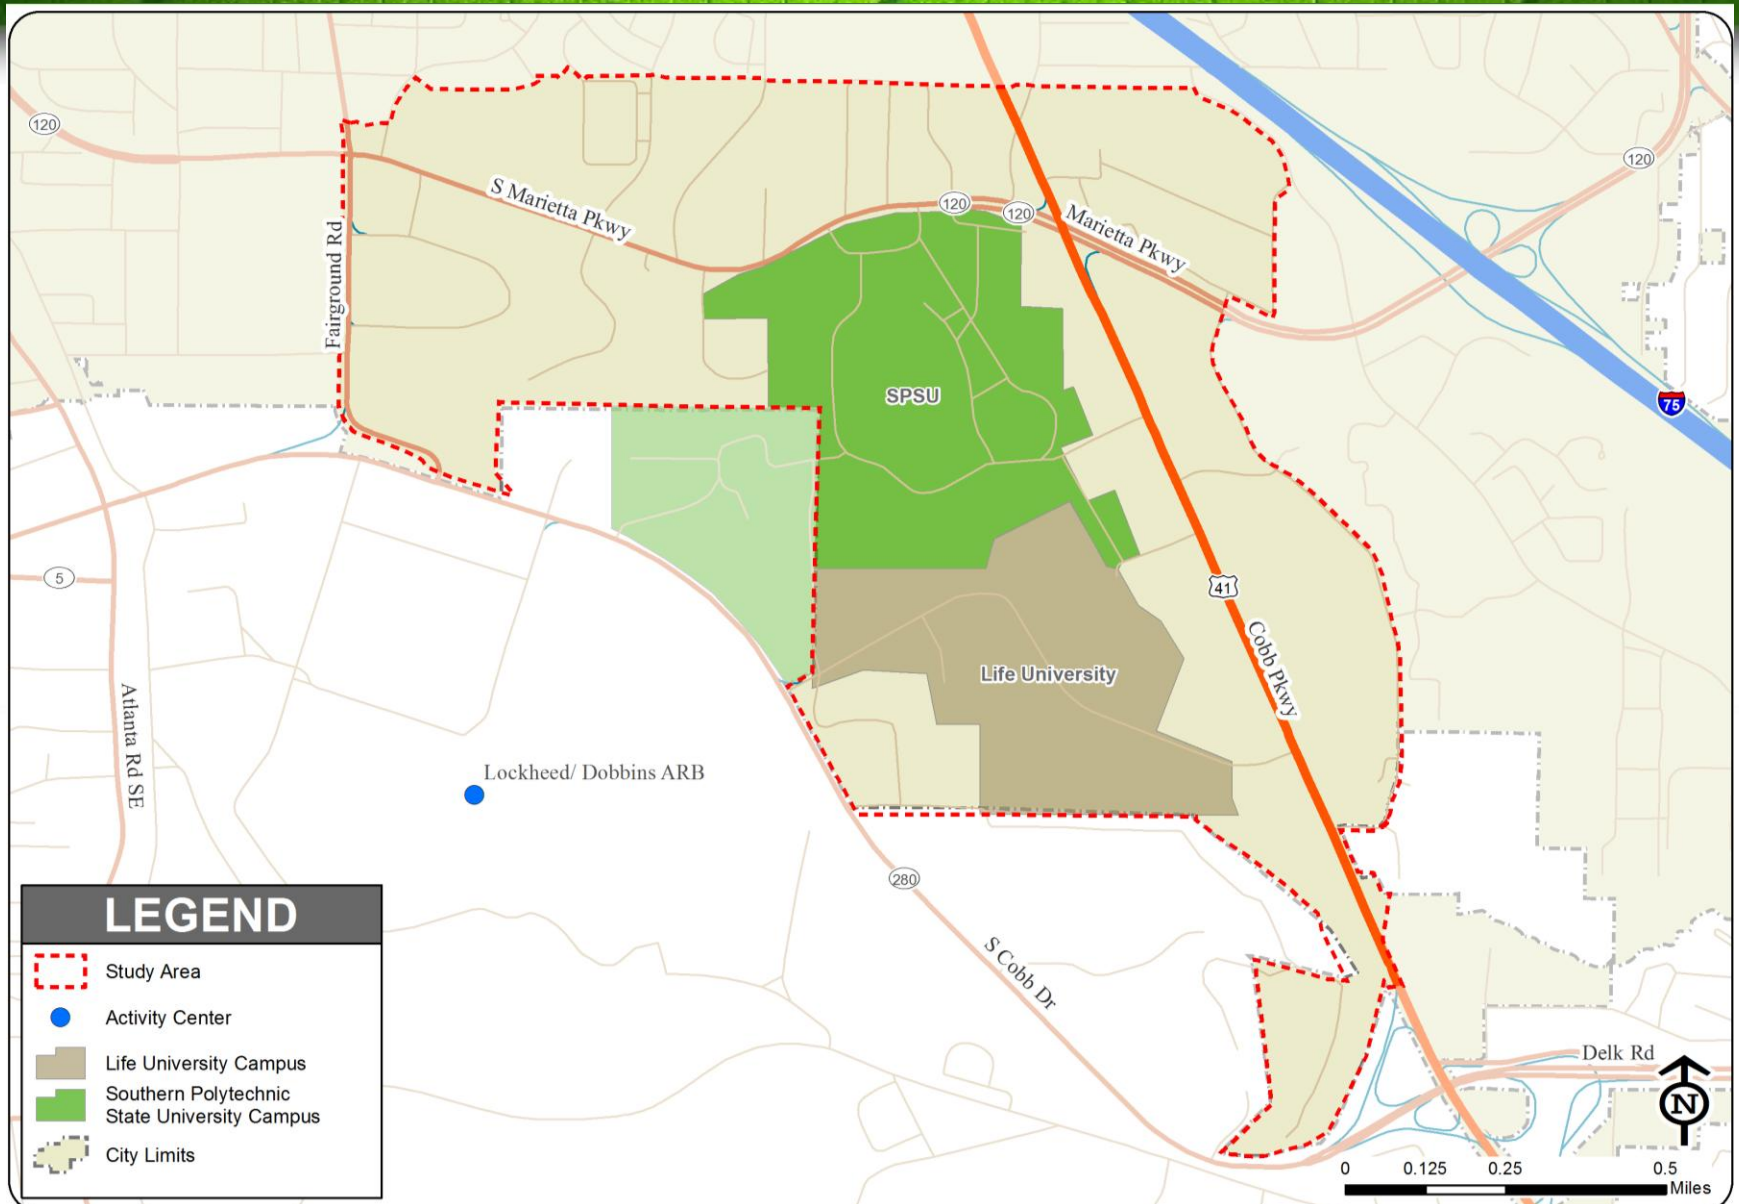 120
120
S Marietta Pkwy
120
120
Marietta Pkwy
Fairground Rd
SPSU
75
5
41
Cobb Pkwy
Life University
Atlanta Rd SE
Lockheed/ Dobbins ARB
280
S Cobb Dr
Delk Rd
N
LEGEND
Study Area
Activity Center
Life University Campus
Southern Polytechnic
State University Campus
City Limits
0 0.125 0.25 0.5
Miles